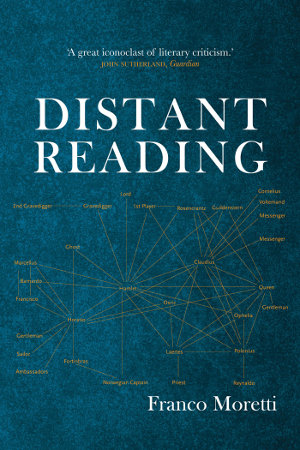 ‘A great iconoclast of literary criticism.’
JOHN SUTHERLAND, Guardian
DISTANT
READING
Lord
Cornelius
Voltemand
2nd Gravedigger
Gravedigger
1st Player
Rosencrantz
Guildenstern
Messenger
Messenger
Ghost
Marcellus
Claudius
Barnardo
Hamlet
Queen
Francisco
Osric
Gentleman
Horatio
Ophelia
Gentleman
Sailor
Laertes
Polonius
Fortinbras
Ambassadors
Norwegian Captain
Priest
Reynaldo
Franco Moretti